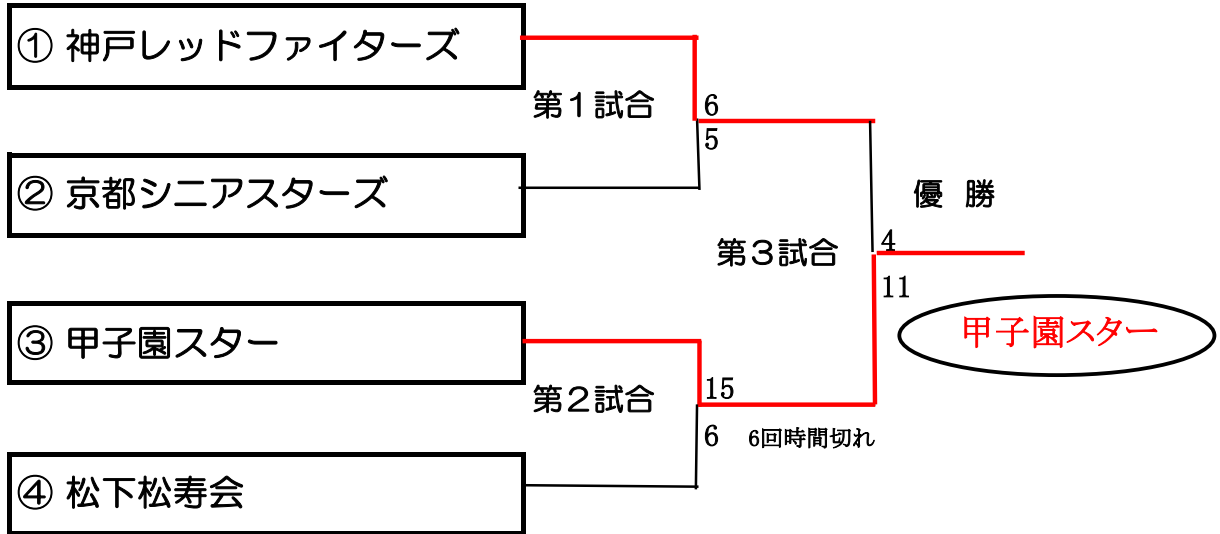 ① 神戸レッドファイターズ
第１試合
6
5
② 京都シニアスターズ
優 勝
第３試合
4
11
③ 甲子園スター
甲子園スター
第２試合
15
6
6回時間切れ
④ 松下松寿会